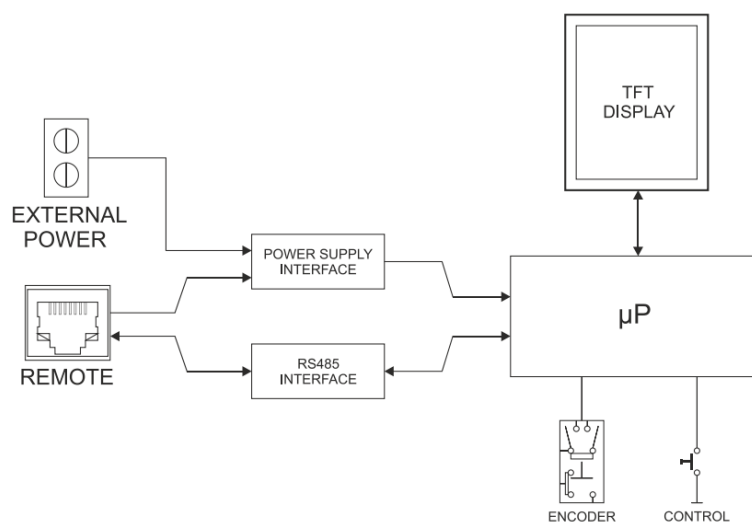 TFT
DISPLAY
EXTERNAL
POWER
POWER SUPPLY
INTERFACE
µP
REMOTE
RS485
INTERFACE
ENCODER
CONTROL